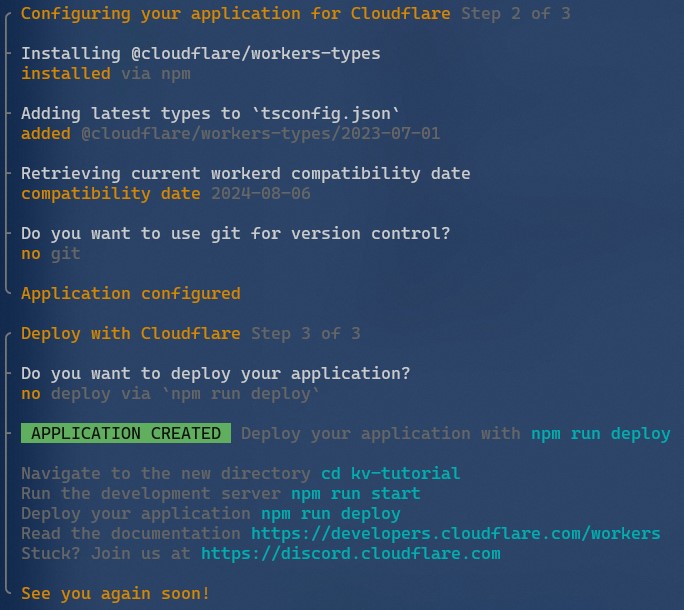 Configuring your application for Cloudflare Step 2 of 3
Installing @cloudflare/workers-types
installed via npm
Adding latest types to `tsconfig.json`
added @cloudflare/workers-types/2023-07-01
Retrieving current workerd compatibility date
compatibility date 2024-08-06
Do you want to use git for version control?
no git
Application configured
Deploy with Cloudflare Step 3 of 3
Do you want to deploy your application?
no deploy via `npm run deploy`
APPLICATION CREATED Deploy your application with npm run deploy
Navigate to the new directory cd kv-tutorial
Run the development server npm run start
Deploy your application npm run deploy
Read the documentation https://developers.cloudflare.com/workers
Stuck? Join us at https://discord.cloudflare.com
See you again soon!